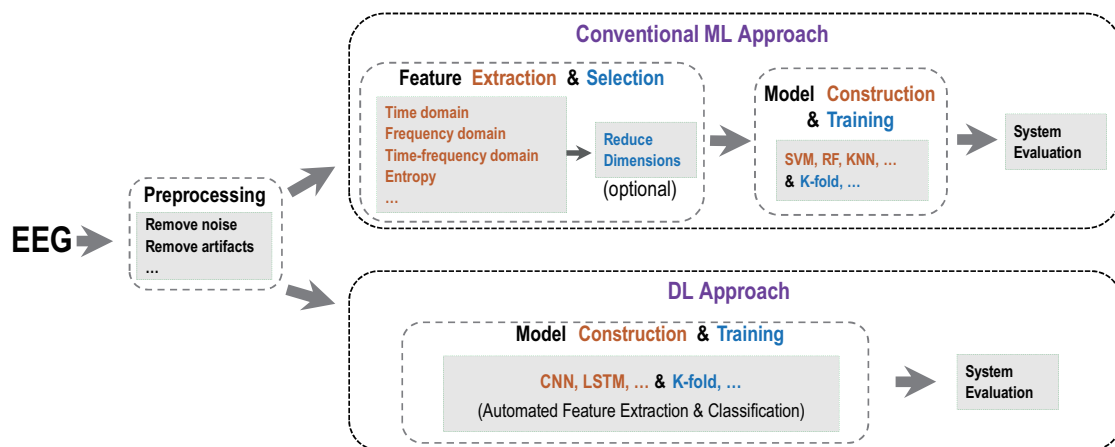 EEG
Preprocessing
Remove noise
Remove artifacts
…
Conventional ML Approach
Feature Extraction & Selection
Time domain
Frequency domain
Time-frequency domain
Entropy
…
Reduce
Dimensions
(optional)
Model Construction
& Training
SVM, RF, KNN, …
& K-fold, …
System
Evaluation
DL Approach
Model Construction & Training
CNN, LSTM, … & K-fold, …
(Automated Feature Extraction & Classification)
System
Evaluation